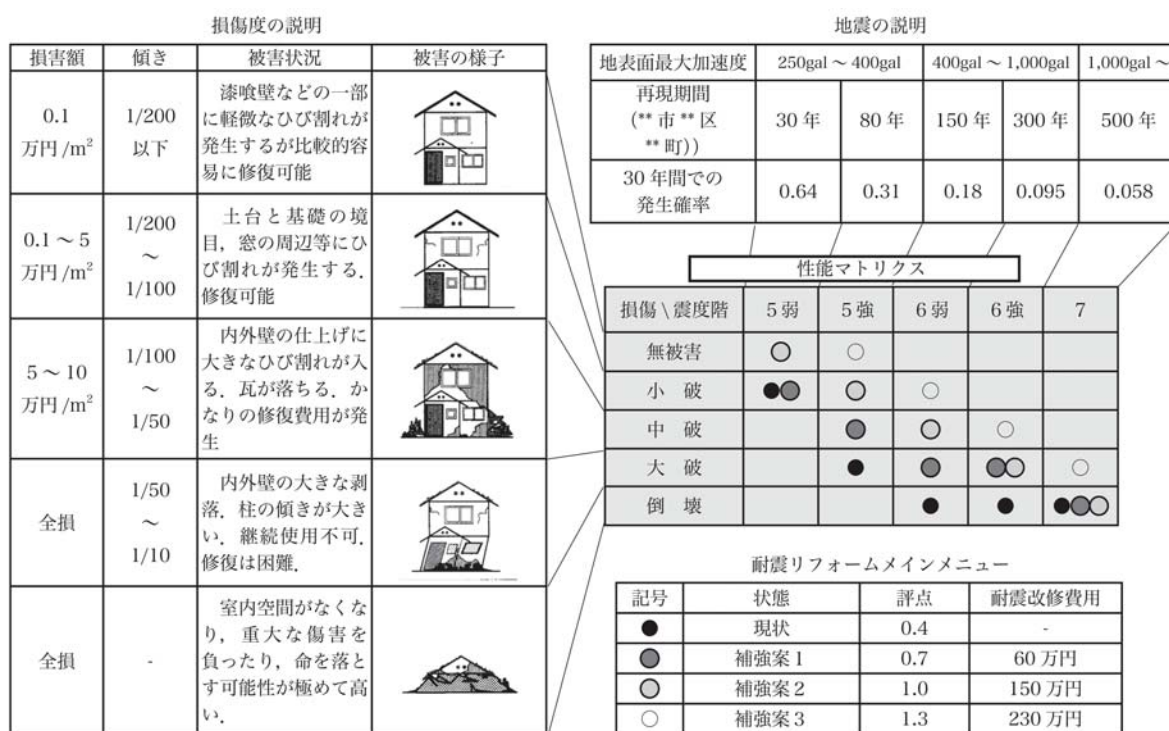 損傷度の説明
損害額 傾き 被害状況 被害の様子
0.1
万円/m²
1/200
以下
漆喰壁などの一部
に軽微なひび割れが
発生するが比較的容
易に修復可能
0.1～5
万円/m²
1/200
～
1/100
土台と基礎の境
目，窓の周辺等にひ
び割れが発生する．
修復可能
5～10
万円/m²
1/100
～
1/50
内外壁の仕上げに
大きなひび割れが入
る．瓦が落ちる．か
なりの修復費用が発
生
全損
1/50
～
1/10
内外壁の大きな剥
落．柱の傾きが大き
い．継続使用不可．
修復は困難．
全損
-
室内空間がなくな
り，重大な傷害を
負ったり，命を落と
す可能性が極めて高
い．
地震の説明
地表面最大加速度 250gal～400gal 400gal～1,000gal 1,000gal～
再現期間
(**市**区
**町))
30年 80年 150年 300年 500年
30年間での
発生確率
0.64 0.31 0.18 0.095 0.058
性能マトリクス
損傷\震度階 5弱 5強 6弱 6強 7
無被害 ○ ○
小 破 ●● ○ ○
中 破 ● ○ ○
大 破 ● ● ●○ ○
倒 壊 ● ● ●●○
耐震リフォームメインメニュー
記号 状態 評点 耐震改修費用
● 現状 0.4 -
● 補強案1 0.7 60万円
○ 補強案2 1.0 150万円
○ 補強案3 1.3 230万円